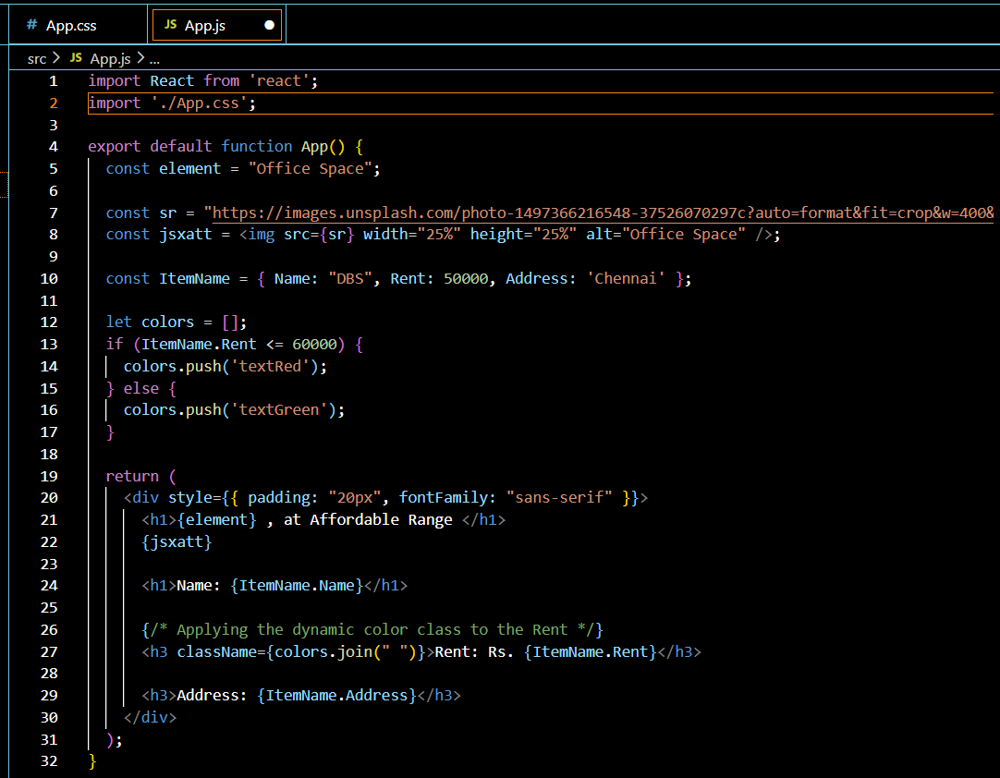 # App.css
JS App.js
src > JS App.js > ...
1 import React from 'react';
2 import './App.css';
3
4 export default function App() {
5 const element = "Office Space";
6
7 const sr = "https://images.unsplash.com/photo-1497366216548-37526070297c?auto=format&fit=crop&w=400&
8 const jsxatt = <img src={sr} width="25%" height="25%" alt="Office Space" />;
9
10 const ItemName = { Name: "DBS", Rent: 50000, Address: 'Chennai' };
11
12 let colors = [];
13 if (ItemName.Rent <= 60000) {
14 colors.push('textRed');
15 } else {
16 colors.push('textGreen');
17 }
18
19 return (
20 <div style={{ padding: "20px", fontFamily: "sans-serif" }}>
21 <h1>{element} , at Affordable Range </h1>
22 {jsxatt}
23
24 <h1>Name: {ItemName.Name}</h1>
25
26 {/* Applying the dynamic color class to the Rent */}
27 <h3 className={colors.join(" ")}>Rent: Rs. {ItemName.Rent}</h3>
28
29 <h3>Address: {ItemName.Address}</h3>
30 </div>
31 );
32 }